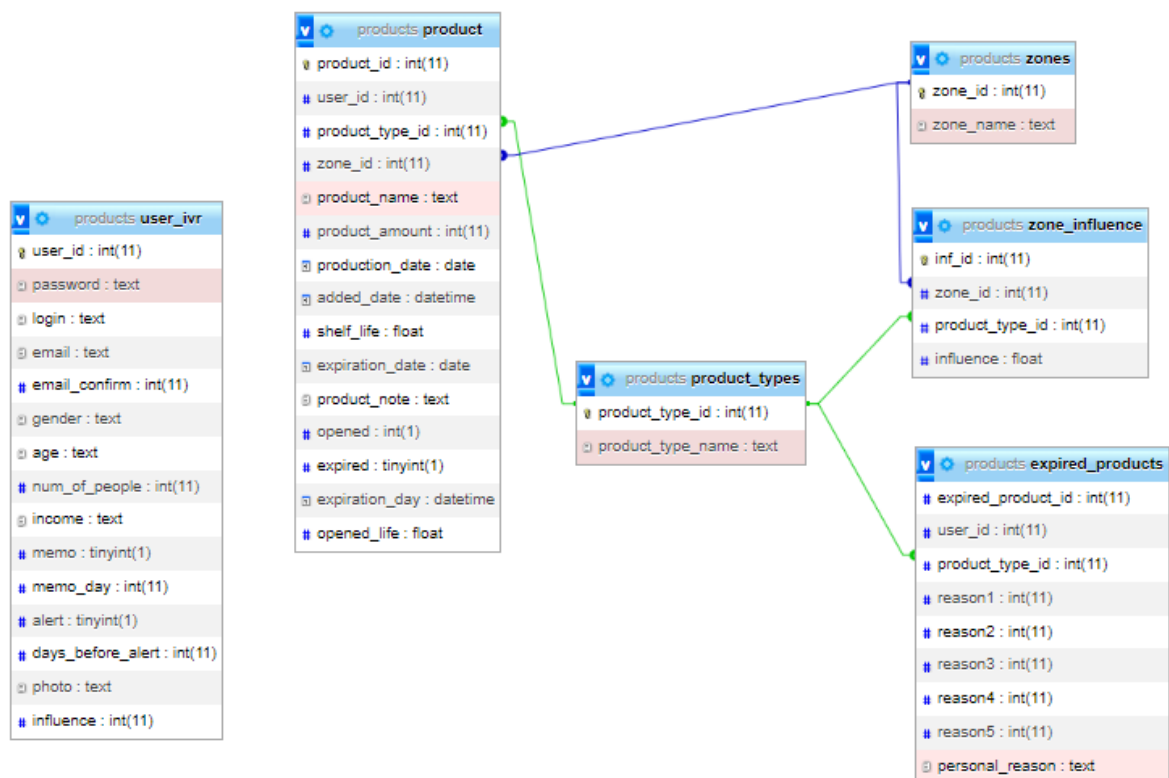 products product
product_id : int(11)
user_id : int(11)
product_type_id : int(11)
zone_id : int(11)
product_name : text
product_amount : int(11)
production_date : date
added_date : datetime
shelf_life : float
expiration_date : date
product_note : text
opened : int(1)
expired : tinyint(1)
expiration_day : datetime
opened_life : float
products zones
zone_id : int(11)
zone_name : text
products user_ivr
user_id : int(11)
password : text
login : text
email : text
email_confirm : int(11)
gender : text
age : text
num_of_people : int(11)
income : text
memo : tinyint(1)
memo_day : int(11)
alert : tinyint(1)
days_before_alert : int(11)
photo : text
influence : int(11)
products zone_influence
inf_id : int(11)
zone_id : int(11)
product_type_id : int(11)
influence : float
products product_types
product_type_id : int(11)
product_type_name : text
products expired_products
expired_product_id : int(11)
user_id : int(11)
product_type_id : int(11)
reason1 : int(11)
reason2 : int(11)
reason3 : int(11)
reason4 : int(11)
reason5 : int(11)
personal_reason : text